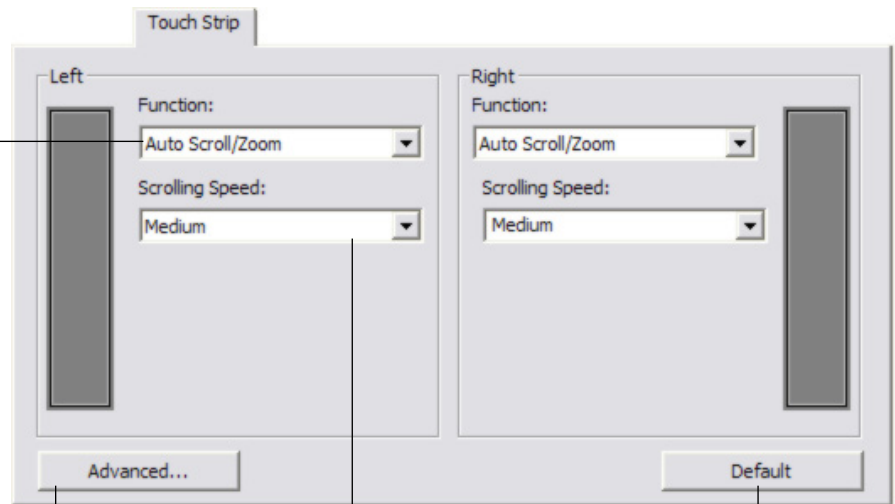 Touch Strip
Left
Function:
Auto Scroll/Zoom
Scrolling Speed:
Medium
Right
Function:
Auto Scroll/Zoom
Scrolling Speed:
Medium
Advanced...
Default